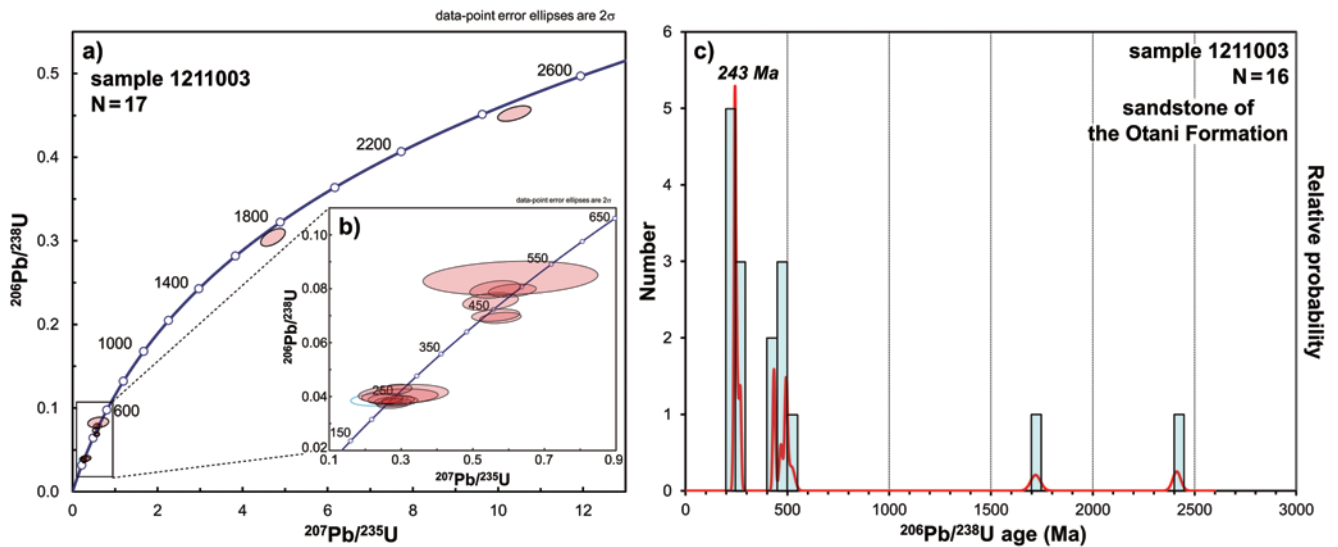 data-point error ellipses are 2σ
a)
sample 1211003
N = 17
²⁰⁶Pb/²³⁸U
0.5
0.4
0.3
0.2
0.1
0.0
2600
2200
1800
1400
1000
600
0
2
4
6
8
10
12
²⁰⁷Pb/²³⁵U
data-point error ellipses are 2σ
b)
²⁰⁶Pb/²³⁸U
0.10
0.08
0.06
0.04
0.02
650
550
450
350
250
150
0.1
0.3
0.5
0.7
0.9
²⁰⁷Pb/²³⁵U
c)
243 Ma
sample 1211003
N = 16
sandstone of
the Otani Formation
Number
6
5
4
3
2
1
0
0
500
1000
1500
2000
2500
3000
²⁰⁶Pb/²³⁸U age (Ma)
Relative probability